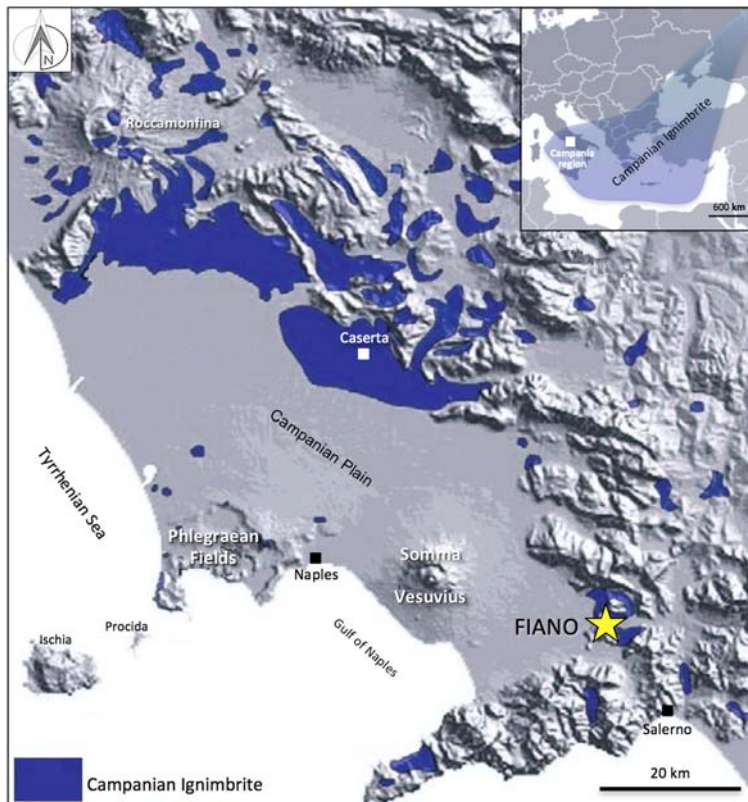 N
Roccamonfina
Campania
region
Campanian Ignimbrite
600 km
Caserta
Campanian Plain
Tyrrhenian Sea
Phlegraean
Fields
Naples
Somma
Vesuvius
Ischia
Procida
Gulf of Naples
FIANO
Salerno
Campanian Ignimbrite
20 km